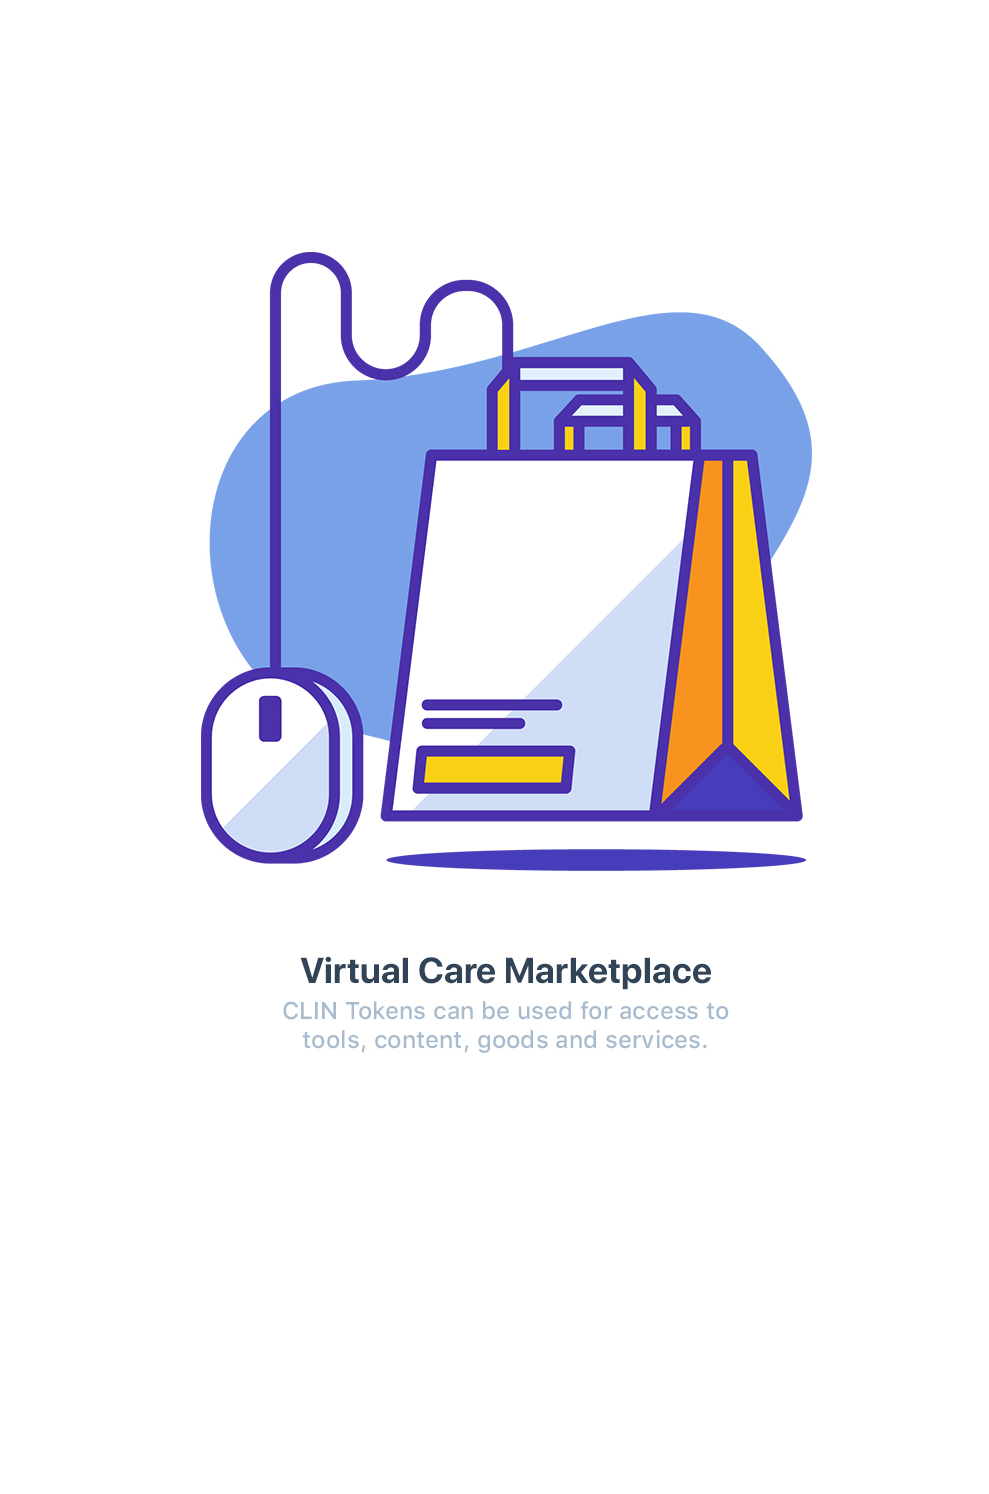 Virtual Care Marketplace
CLIN Tokens can be used for access to
tools, content, goods and services.